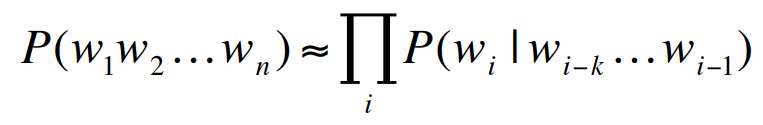 P(w₁w₂…wₙ) ≈ ∏ᵢ P(wᵢ | wᵢ₋ₖ…wᵢ₋₁)